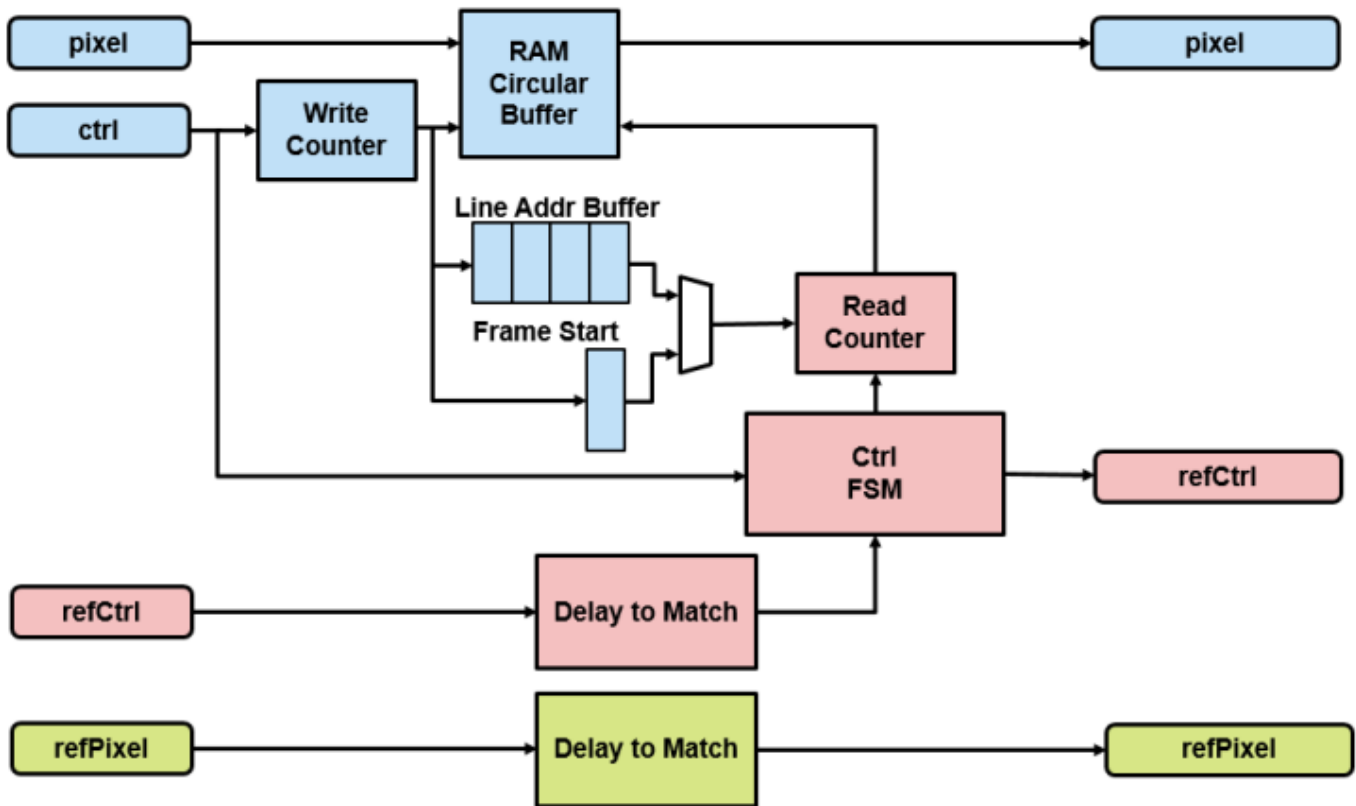 pixel
RAM
Circular
Buffer
pixel
ctrl
Write
Counter
Line Addr Buffer
Frame Start
Read
Counter
Ctrl
FSM
refCtrl
refCtrl
Delay to Match
refPixel
Delay to Match
refPixel